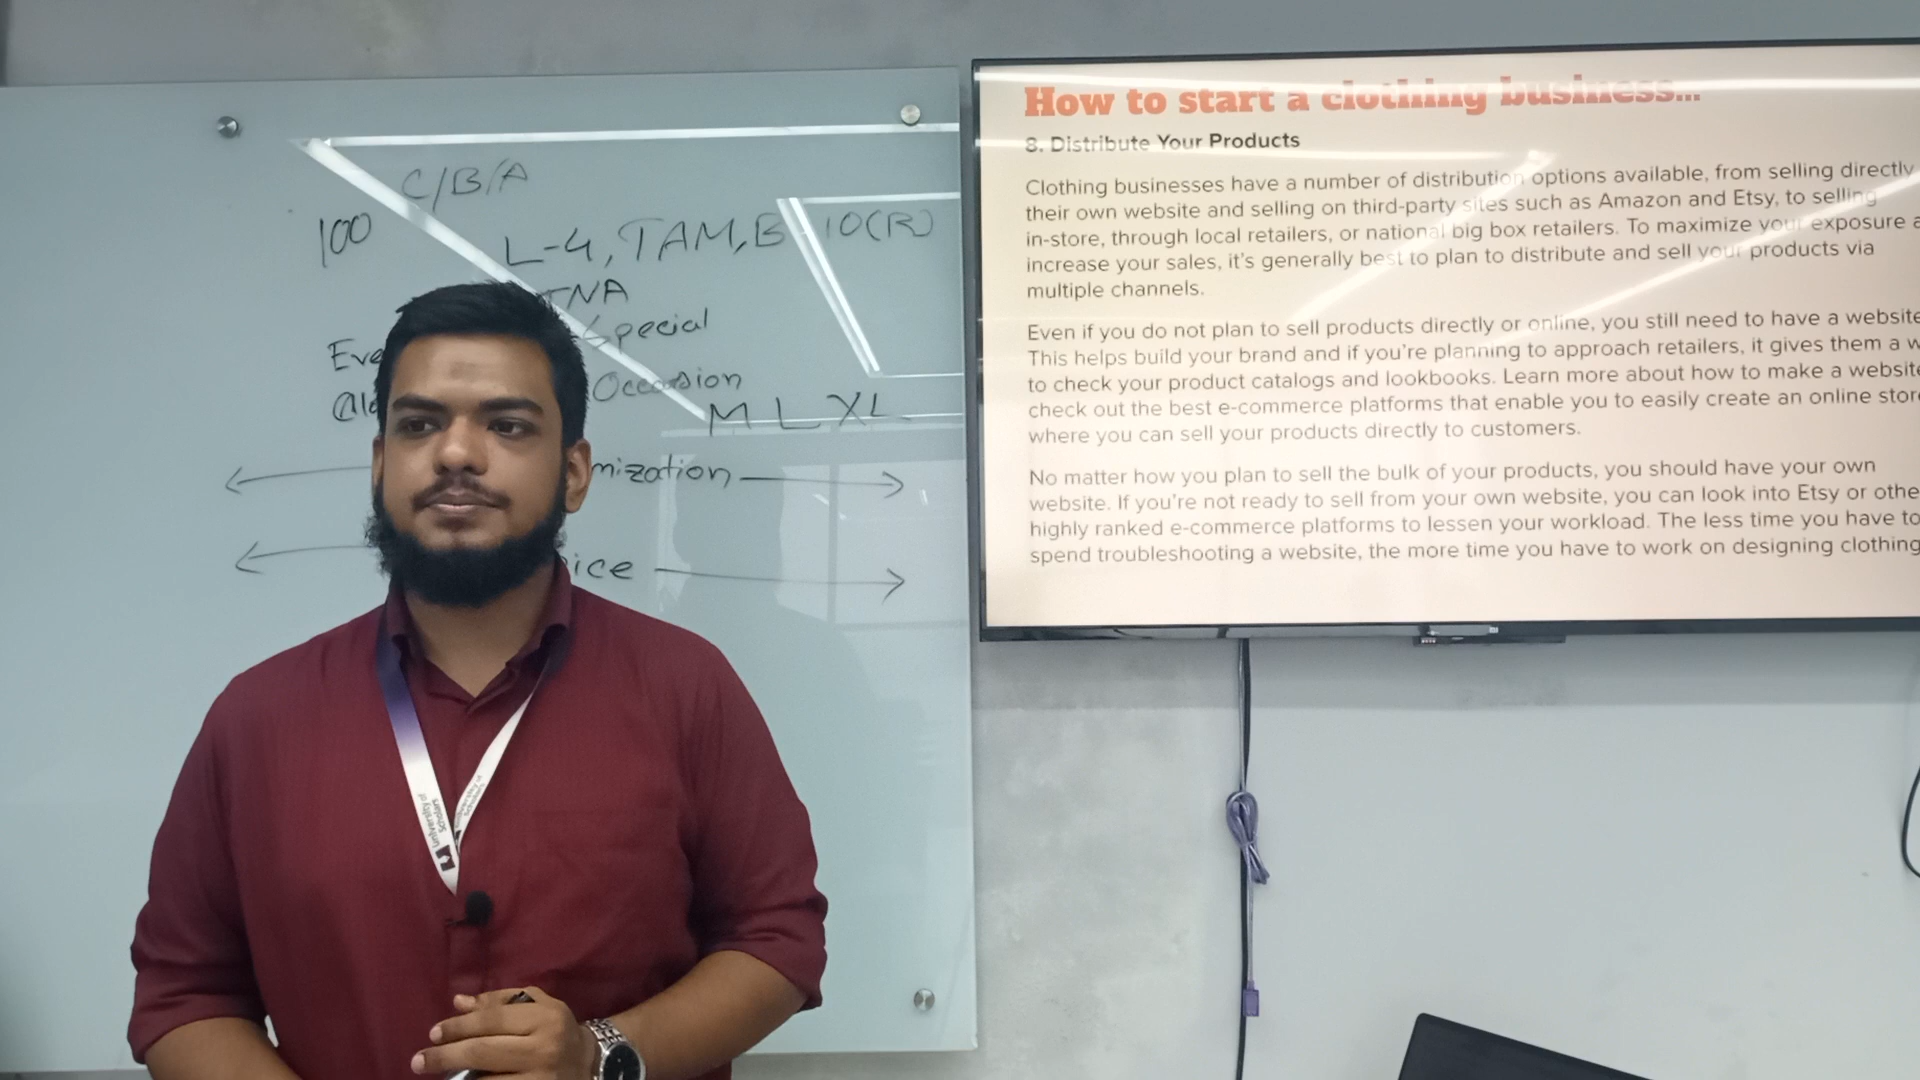 C/B/A
100
L-4, TAM, B 10(R)
TNA
Special
Eve
Occasion
M L XL
mization
ice
How to start a clothing business...
8. Distribute Your Products
Clothing businesses have a number of distribution options available, from selling directly
their own website and selling on third-party sites such as Amazon and Etsy, to selling
in-store, through local retailers, or national big box retailers. To maximize your exposure a
increase your sales, it's generally best to plan to distribute and sell your products via
multiple channels.
Even if you do not plan to sell products directly or online, you still need to have a website
This helps build your brand and if you're planning to approach retailers, it gives them a w
to check your product catalogs and lookbooks. Learn more about how to make a website
check out the best e-commerce platforms that enable you to easily create an online store
where you can sell your products directly to customers.
No matter how you plan to sell the bulk of your products, you should have your own
website. If you're not ready to sell from your own website, you can look into Etsy or othe
highly ranked e-commerce platforms to lessen your workload. The less time you have to
spend troubleshooting a website, the more time you have to work on designing clothing
University of
Scholars